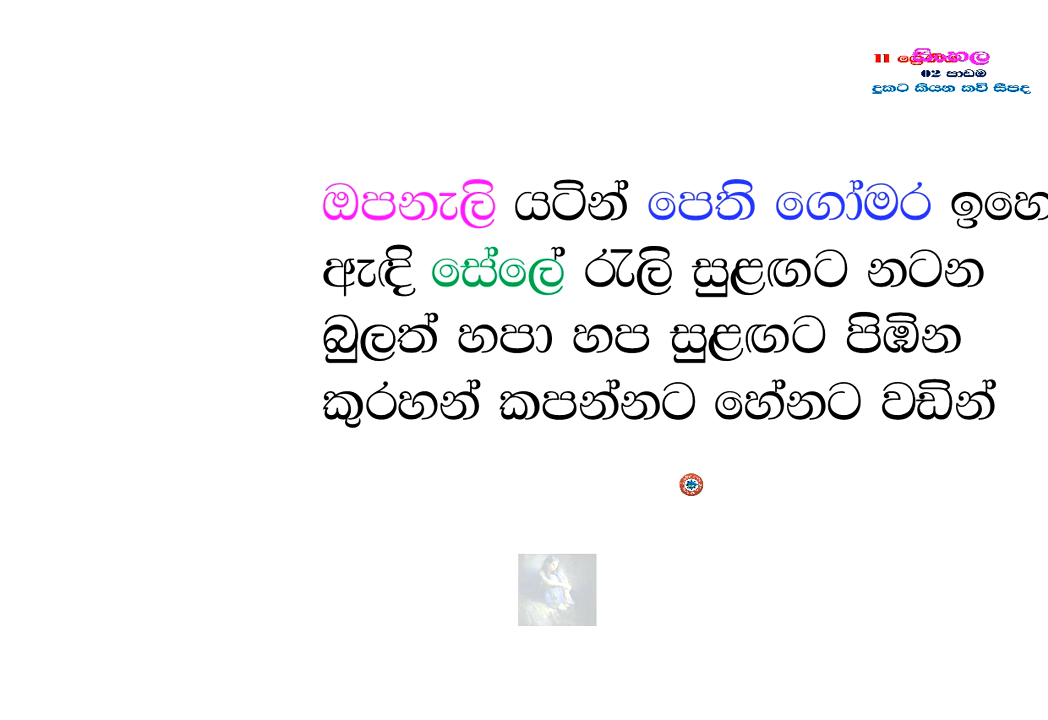 11 ශ්‍රේණිය සිංහල
02 පාඩම
දුකට කියන කවි සීපද
ඔපනැලි යටින් පෙති ගෝමර ඉහෙ
ඇඳි සේලේ රැලි සුළඟට නටන
බුලත් හපා හප සුළඟට පිඹින
කුරහන් කපන්නට හේනට වඩින්